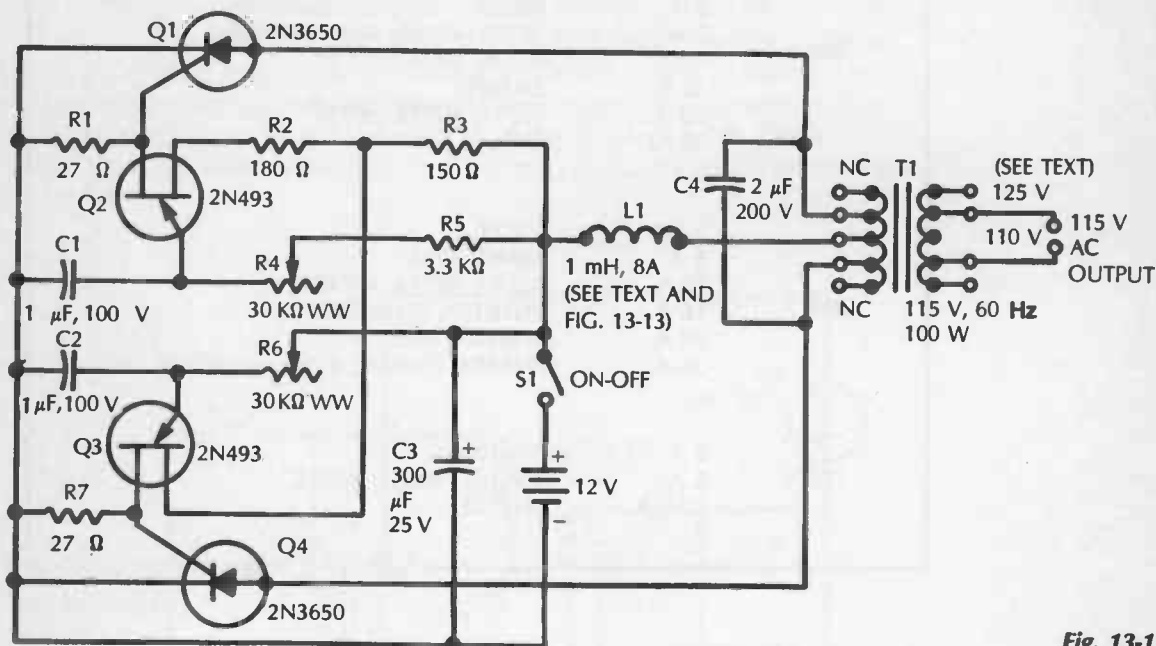 Q1
2N3650
R1
27 Ω
R2
180 Ω
R3
150 Ω
Q2
2N493
C4
2 μF
200 V
NC
T1
(SEE TEXT)
125 V
115 V
110 V
AC
OUTPUT
R5
3.3 KΩ
L1
1 mH, 8A
(SEE TEXT AND
FIG. 13-13)
C1
1 μF, 100 V
R4
30 KΩ WW
NC
115 V, 60 Hz
100 W
C2
1 μF, 100 V
R6
30 KΩ WW
S1
ON-OFF
Q3
2N493
C3
300
μF
25 V
+
+
12 V
−
R7
27 Ω
Q4
2N3650